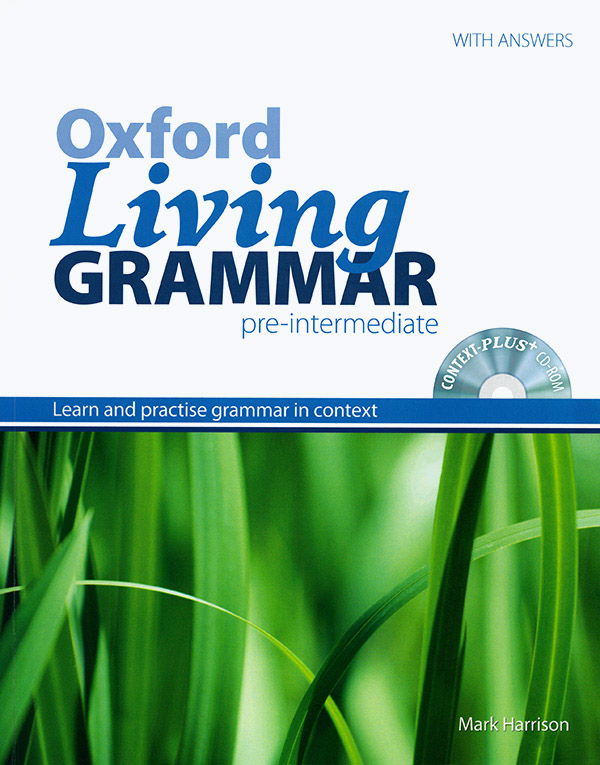 WITH ANSWERS
Oxford
Living
GRAMMAR
pre-intermediate
CONTEXT-PLUS+ CD-ROM
Learn and practise grammar in context
Mark Harrison